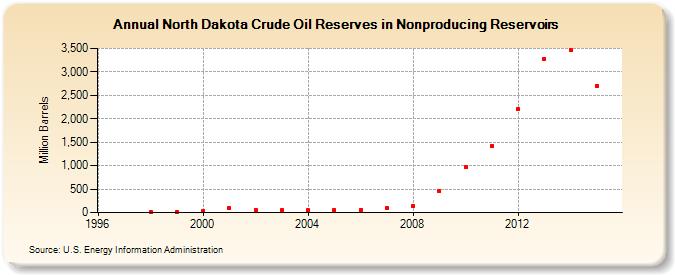 Annual North Dakota Crude Oil Reserves in Nonproducing Reservoirs
Million Barrels
3,500
3,000
2,500
2,000
1,500
1,000
500
0
1996 2000 2004 2008 2012
Source: U.S. Energy Information Administration